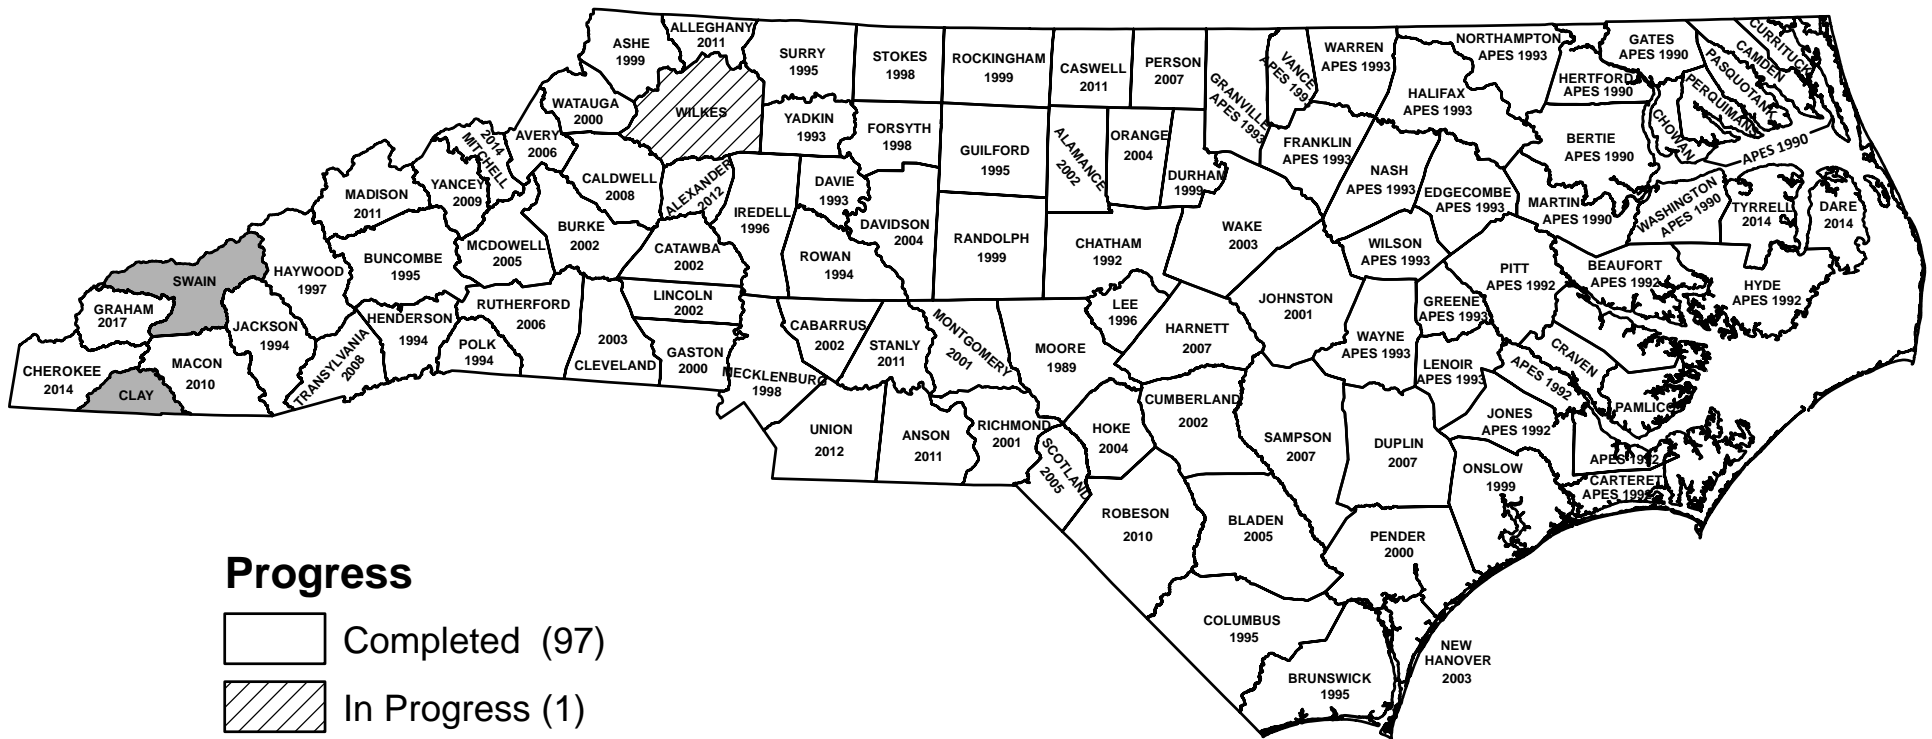 ALLEGHANY
2011
ASHE
1999
SURRY
1995
STOKES
1998
ROCKINGHAM
1999
CASWELL
2011
PERSON
2007
GRANVILLE
APES 1993
VANCE
APES 1993
WARREN
APES 1993
NORTHAMPTON
APES 1993
GATES
APES 1990
CURRITUCK
CAMDEN
PASQUOTANK
PERQUIMANS
HERTFORD
APES 1990
HALIFAX
APES 1993
WATAUGA
2000
WILKES
YADKIN
1993
FORSYTH
1998
GUILFORD
1995
ALAMANCE
2002
ORANGE
2004
DURHAM
1999
FRANKLIN
APES 1993
NASH
APES 1993
EDGECOMBE
APES 1993
BERTIE
APES 1990
CHOWAN
APES 1990
2014
MITCHELL
AVERY
2006
MADISON
2011
YANCEY
2009
CALDWELL
2008
ALEXANDER
2012
IREDELL
1996
DAVIE
1993
DAVIDSON
2004
RANDOLPH
1999
CHATHAM
1992
WAKE
2003
WILSON
APES 1993
MARTIN
APES 1990
WASHINGTON
APES 1990
TYRRELL
2014
DARE
2014
BUNCOMBE
1995
MCDOWELL
2005
BURKE
2002
CATAWBA
2002
ROWAN
1994
PITT
APES 1992
BEAUFORT
APES 1992
HYDE
APES 1992
SWAIN
HAYWOOD
1997
GRAHAM
2017
JACKSON
1994
TRANSYLVANIA
2008
HENDERSON
1994
RUTHERFORD
2006
POLK
1994
2003
CLEVELAND
LINCOLN
2002
GASTON
2000
MECKLENBURG
1998
CABARRUS
2002
STANLY
2011
MONTGOMERY
2001
MOORE
1989
LEE
1996
HARNETT
2007
JOHNSTON
2001
WAYNE
APES 1993
GREENE
APES 1993
LENOIR
APES 1993
CRAVEN
APES 1992
PAMLICO
CHEROKEE
2014
CLAY
MACON
2010
UNION
2012
ANSON
2011
RICHMOND
2001
SCOTLAND
2005
HOKE
2004
CUMBERLAND
2002
SAMPSON
2007
DUPLIN
2007
JONES
APES 1992
ONSLOW
1999
APES 1992
CARTERET
APES 1992
ROBESON
2010
BLADEN
2005
PENDER
2000
COLUMBUS
1995
BRUNSWICK
1995
NEW
HANOVER
2003
Progress
Completed (97)
In Progress (1)